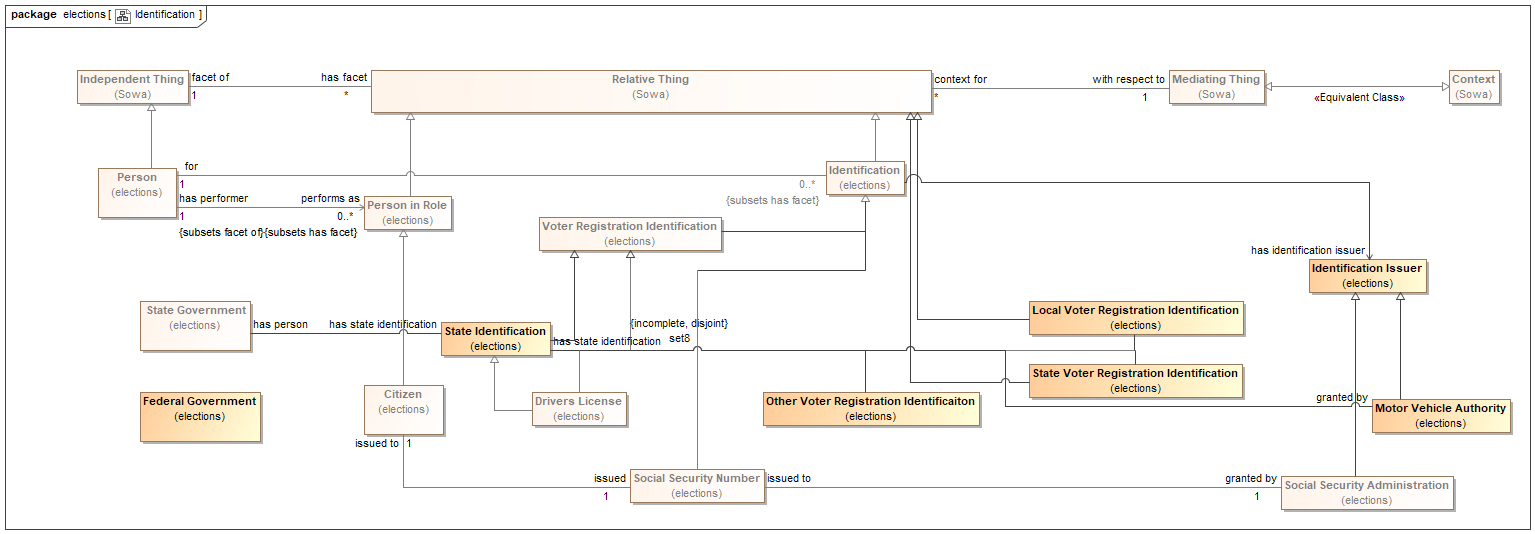 package elections [ Identification ]
Independent Thing
(Sowa)
facet of
1
has facet
*
Relative Thing
(Sowa)
context for
*
with respect to
1
Mediating Thing
(Sowa)
«Equivalent Class»
Context
(Sowa)
Person
(elections)
for
1
has performer
1
performs as
0..*
{subsets facet of}{subsets has facet}
Person in Role
(elections)
0..*
{subsets has facet}
Identification
(elections)
Voter Registration Identification
(elections)
has identification issuer
Identification Issuer
(elections)
State Government
(elections)
has person
has state identification
State Identification
(elections)
{incomplete, disjoint}
set8
has state identification
Local Voter Registration Identification
(elections)
State Voter Registration Identification
(elections)
Federal Government
(elections)
Citizen
(elections)
issued to
1
Drivers License
(elections)
Other Voter Registration Identificaiton
(elections)
granted by
Motor Vehicle Authority
(elections)
issued
1
Social Security Number
(elections)
issued to
granted by
1
Social Security Administration
(elections)